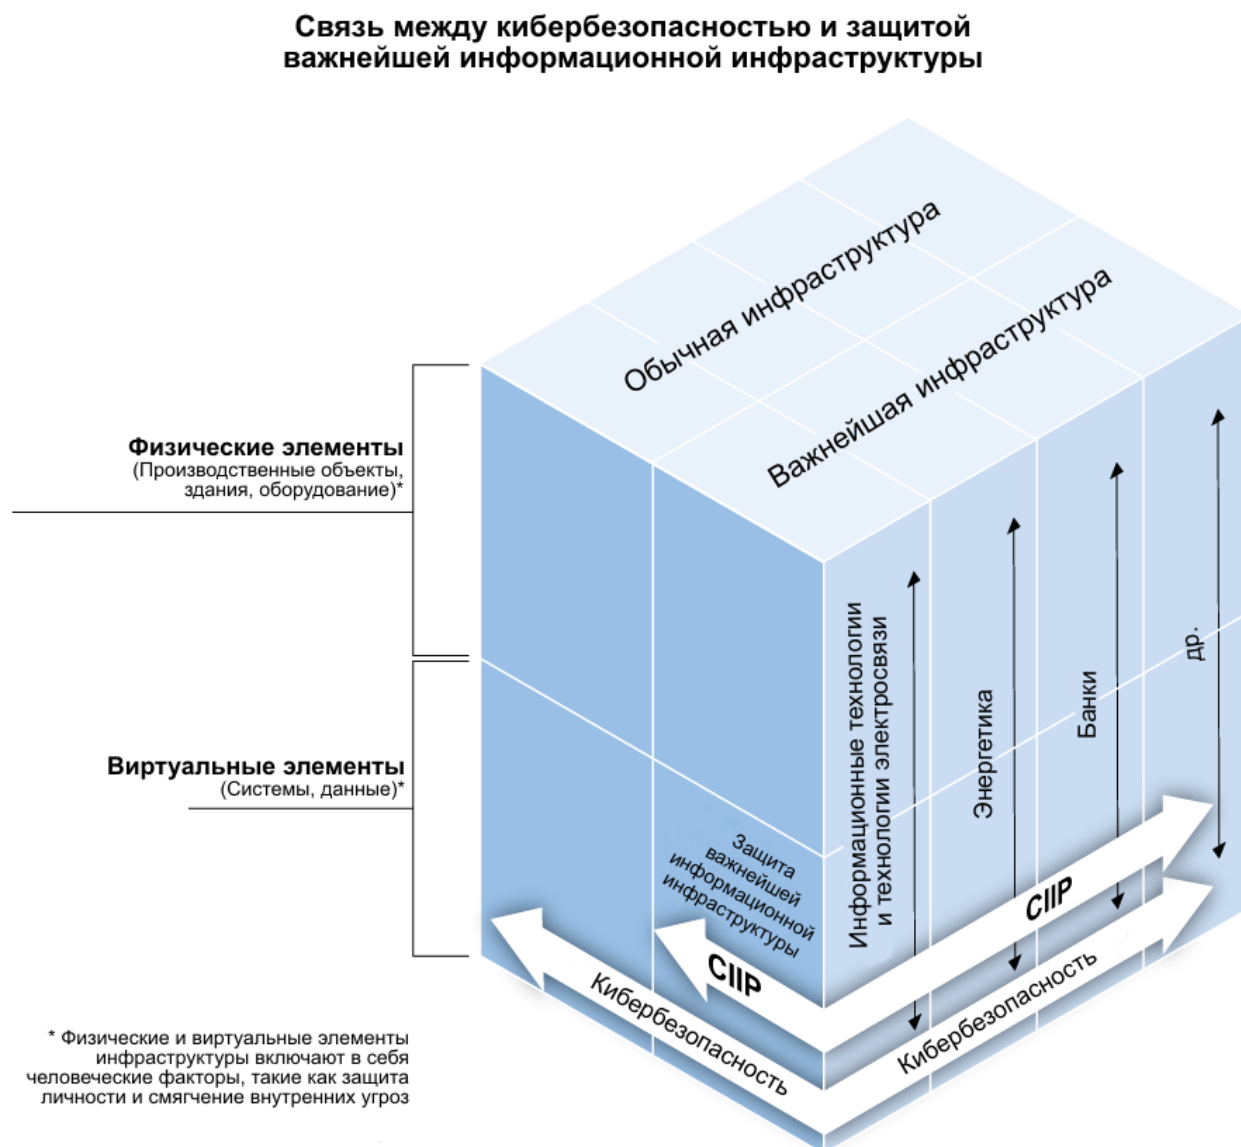 Связь между кибербезопасностью и защитой
важнейшей информационной инфраструктуры
Обычная инфраструктура
Важнейшая инфраструктура
Физические элементы
(Производственные объекты,
здания, оборудование)*
Виртуальные элементы
(Системы, данные)*
Информационные технологии
и технологии электросвязи
Энергетика
Банки
др.
Защита
важнейшей
информационной
инфраструктуры
CIIP
CIIP
Кибербезопасность
Кибербезопасность
* Физические и виртуальные элементы
инфраструктуры включают в себя
человеческие факторы, такие как защита
личности и смягчение внутренних угроз